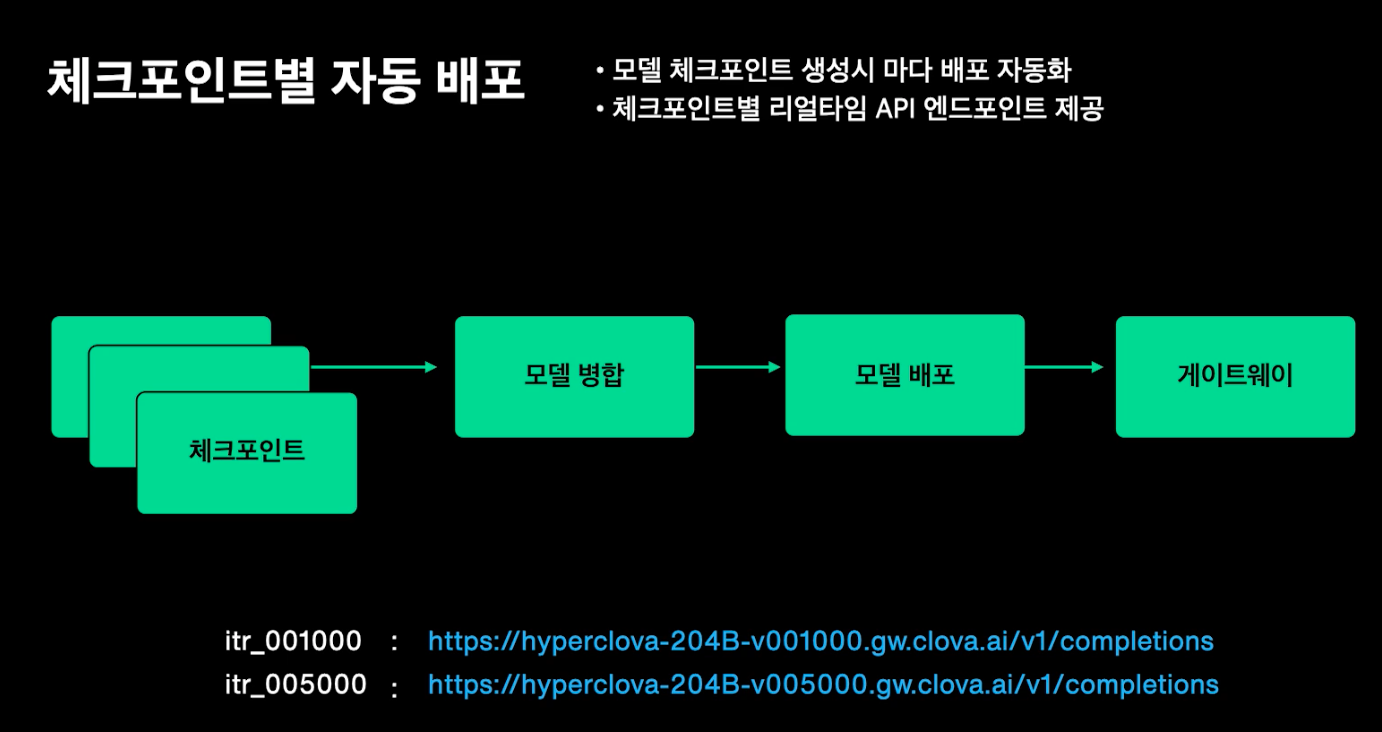 체크포인트별 자동 배포
• 모델 체크포인트 생성시 마다 배포 자동화
• 체크포인트별 리얼타임 API 엔드포인트 제공
체크포인트
모델 병합
모델 배포
게이트웨이
itr_001000 : https://hyperclova-204B-v001000.gw.clova.ai/v1/completions
itr_005000 : https://hyperclova-204B-v005000.gw.clova.ai/v1/completions